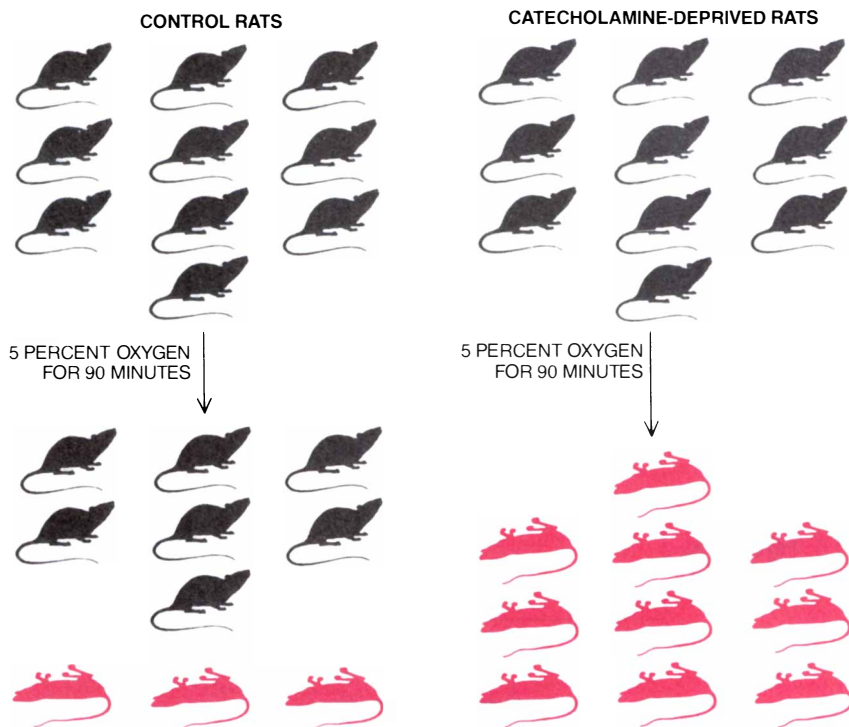 CONTROL RATS
5 PERCENT OXYGEN
FOR 90 MINUTES
CATECHOLAMINE-DEPRIVED RATS
5 PERCENT OXYGEN
FOR 90 MINUTES